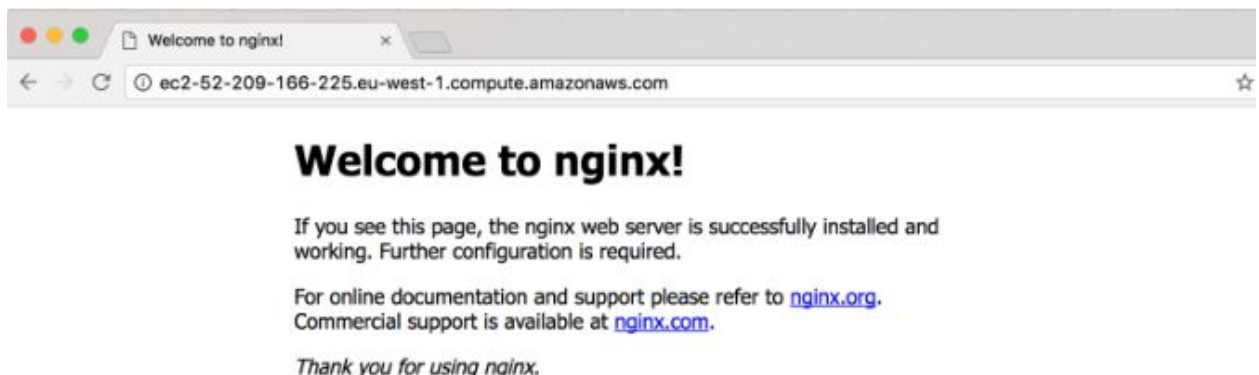 Welcome to nginx!
ec2-52-209-166-225.eu-west-1.compute.amazonaws.com
Welcome to nginx!
If you see this page, the nginx web server is successfully installed and
working. Further configuration is required.
For online documentation and support please refer to nginx.org.
Commercial support is available at nginx.com.
Thank you for using nginx.